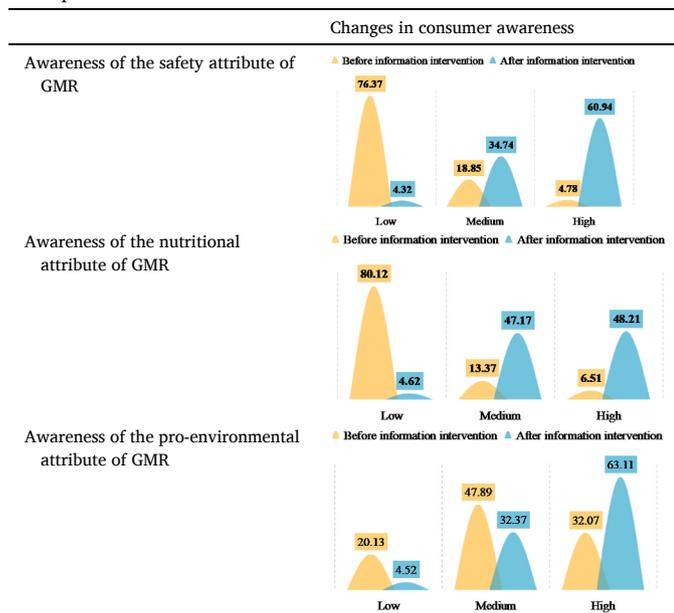 Changes in consumer awareness
Awareness of the safety attribute of
GMR
Before information intervention After information intervention
76.37
4.32
18.85
34.74
4.78
60.94
Low Medium High
Awareness of the nutritional
attribute of GMR
Before information intervention After information intervention
80.12
4.62
13.37
47.17
6.51
48.21
Low Medium High
Awareness of the pro-environmental
attribute of GMR
Before information intervention After information intervention
20.13
4.52
47.89
32.37
32.07
63.11
Low Medium High